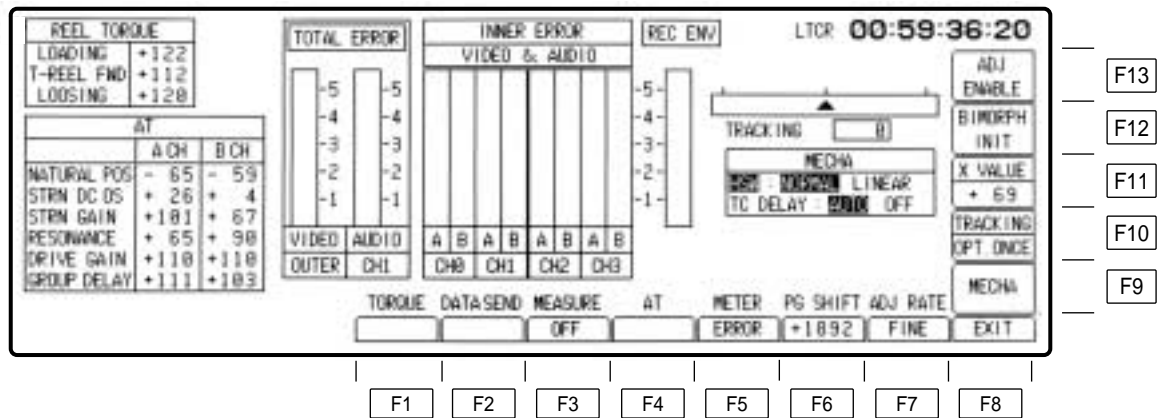 REEL TORQUE
LOADING +122
T-REEL FWD +112
LOOSING +120
AT
A CH B CH
NATURAL POS - 65 - 59
STRN DC OS + 26 + 4
STRN GAIN +101 + 67
RESONANCE + 65 + 90
DRIVE GAIN +110 +110
GROUP DELAY +111 +103
TOTAL ERROR
-5 -5
-4 -4
-3 -3
-2 -2
-1 -1
VIDEO AUDIO
OUTER CH1
INNER ERROR
VIDEO & AUDIO
A B A B A B A B
CH0 CH1 CH2 CH3
REC ENV
-5-
-4-
-3-
-2-
-1-
LTCR 00:59:36:20
TRACKING 0
MECHA
HSW : NORMAL LINEAR
TC DELAY : AUTO OFF
ADJ
ENABLE
F13
BIMORPH
INIT
F12
X VALUE
+ 69
F11
TRACKING
OPT ONCE
F10
MECHA
F9
TORQUE DATA SEND MEASURE AT METER PG SHIFT ADJ RATE
OFF ERROR +1892 FINE EXIT
F1 F2 F3 F4 F5 F6 F7 F8